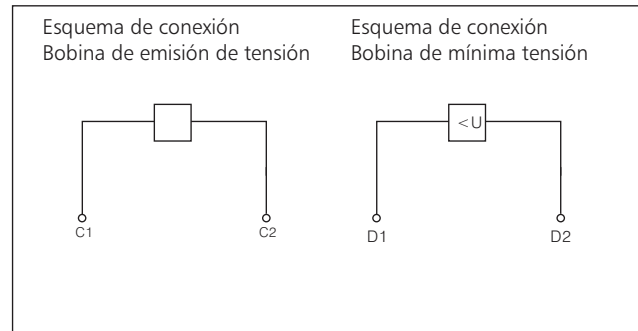 Esquema de conexión
Bobina de emisión de tensión
C1
C2
Esquema de conexión
Bobina de mínima tensión
<U
D1
D2